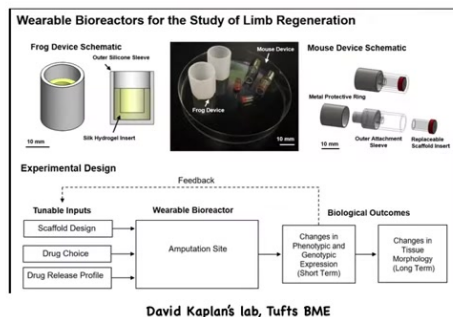 Wearable Bioreactors for the Study of Limb Regeneration
Frog Device Schematic
Outer Silicone Sleeve
Silk Hydrogel Insert
10 mm
Mouse Device
Frog Device
10 mm
Mouse Device Schematic
Metal Protective Ring
10 mm
Outer Attachment
Sleeve
Replaceable
Scaffold Insert
Experimental Design
Feedback
Tunable Inputs
Wearable Bioreactor
Biological Outcomes
Scaffold Design
Drug Choice
Drug Release Profile
Amputation Site
Changes in
Phenotypic and
Genotypic
Expression
(Short Term)
Changes in
Tissue
Morphology
(Long Term)
David Kaplan's lab, Tufts BME